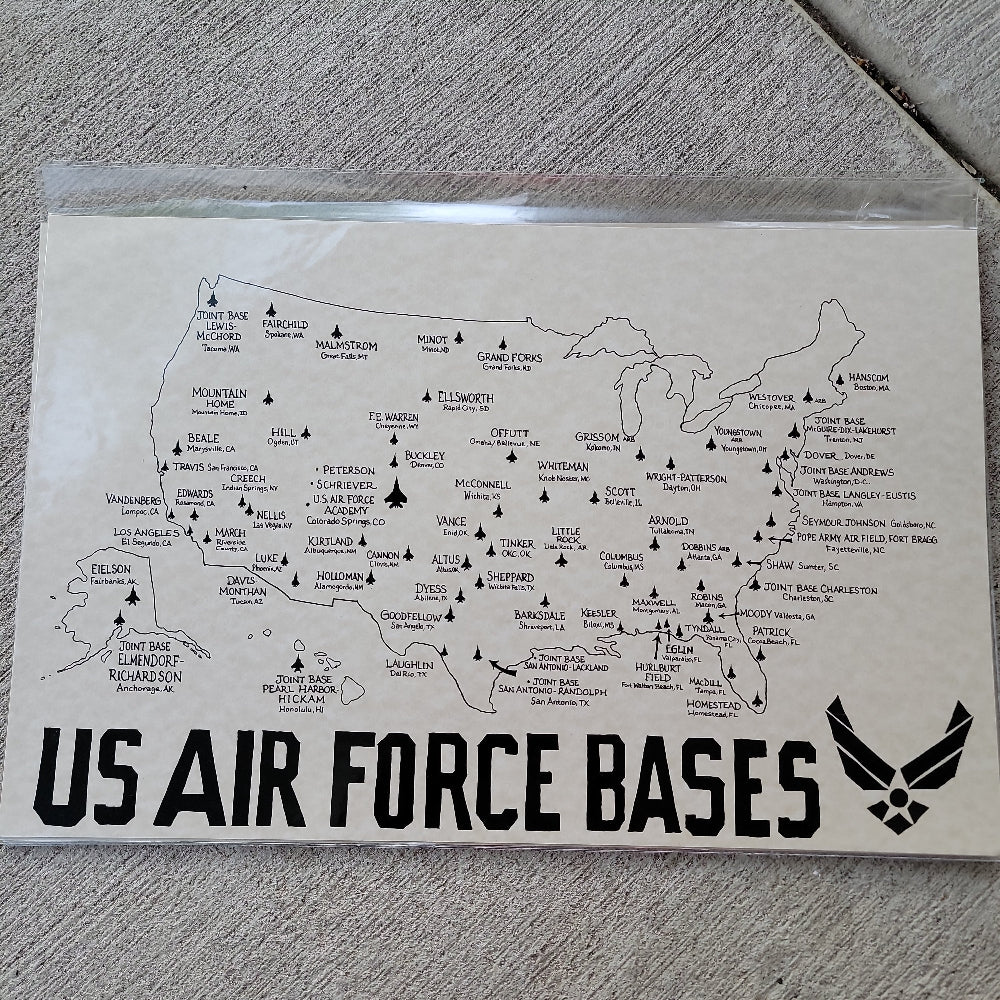 JOINT BASE
LEWIS-
McCHORD
Tacoma, WA
FAIRCHILD
Spokane, WA
MALMSTROM
Great Falls, MT
MINOT
Minot, ND
GRAND FORKS
Grand Forks, ND
HANSCOM
Boston, MA
WESTOVER ARB
Chicopee, MA
MOUNTAIN
HOME
Mountain Home, ID
ELLSWORTH
Rapid City, SD
F.E. WARREN
Cheyenne, WY
HILL
Ogden, UT
OFFUTT
Omaha/Bellevue, NE
GRISSOM ARB
Kokomo, IN
YOUNGSTOWN
ARB
Youngstown, OH
JOINT BASE
McGUIRE-DIX-LAKEHURST
Trenton, NJ
BEALE
Marysville, CA
TRAVIS San Francisco, CA
BUCKLEY
Denver, CO
WHITEMAN
Knob Noster, MO
WRIGHT-PATTERSON
Dayton, OH
DOVER Dover, DE
JOINT BASE ANDREWS
Washington, D.C.
CREECH
Indian Springs, NV
• PETERSON
• SCHRIEVER
• U.S. AIR FORCE
ACADEMY
Colorado Springs, CO
McCONNELL
Wichita, KS
SCOTT
Belleville, IL
JOINT BASE LANGLEY-EUSTIS
Hampton, VA
VANDENBERG
Lompoc, CA
EDWARDS
Rosamond, CA
NELLIS
Las Vegas, NV
LOS ANGELES
El Segundo, CA
MARCH
Riverside
County, CA
VANCE
Enid, OK
LITTLE
ROCK
Little Rock, AR
ARNOLD
Tullahoma, TN
SEYMOUR JOHNSON Goldsboro, NC
POPE ARMY AIR FIELD, FORT BRAGG
Fayetteville, NC
LUKE
Phoenix, AZ
KIRTLAND
Albuquerque, NM
CANNON
Clovis, NM
ALTUS
Altus, OK
TINKER
OKC, OK
COLUMBUS
Columbus, MS
DOBBINS ARB
Atlanta, GA
SHAW Sumter, SC
EIELSON
Fairbanks, AK
DAVIS
MONTHAN
Tucson, AZ
HOLLOMAN
Alamogordo, NM
DYESS
Abilene, TX
SHEPPARD
Wichita Falls, TX
MAXWELL
Montgomery, AL
ROBINS
Macon, GA
JOINT BASE CHARLESTON
Charleston, SC
GOODFELLOW
San Angelo, TX
BARKSDALE
Shreveport, LA
KEESLER
Biloxi, MS
MOODY Valdosta, GA
TYNDALL
Panama City, FL
PATRICK
Cocoa Beach, FL
EGLIN
Valparaiso, FL
JOINT BASE
ELMENDORF-
RICHARDSON
Anchorage, AK
JOINT BASE
PEARL HARBOR-
HICKAM
Honolulu, HI
LAUGHLIN
Del Rio, TX
• JOINT BASE
SAN ANTONIO-LACKLAND
• JOINT BASE
SAN ANTONIO-RANDOLPH
San Antonio, TX
HURLBURT
FIELD
Fort Walton Beach, FL
MacDILL
Tampa, FL
HOMESTEAD
Homestead, FL
US AIR FORCE BASES